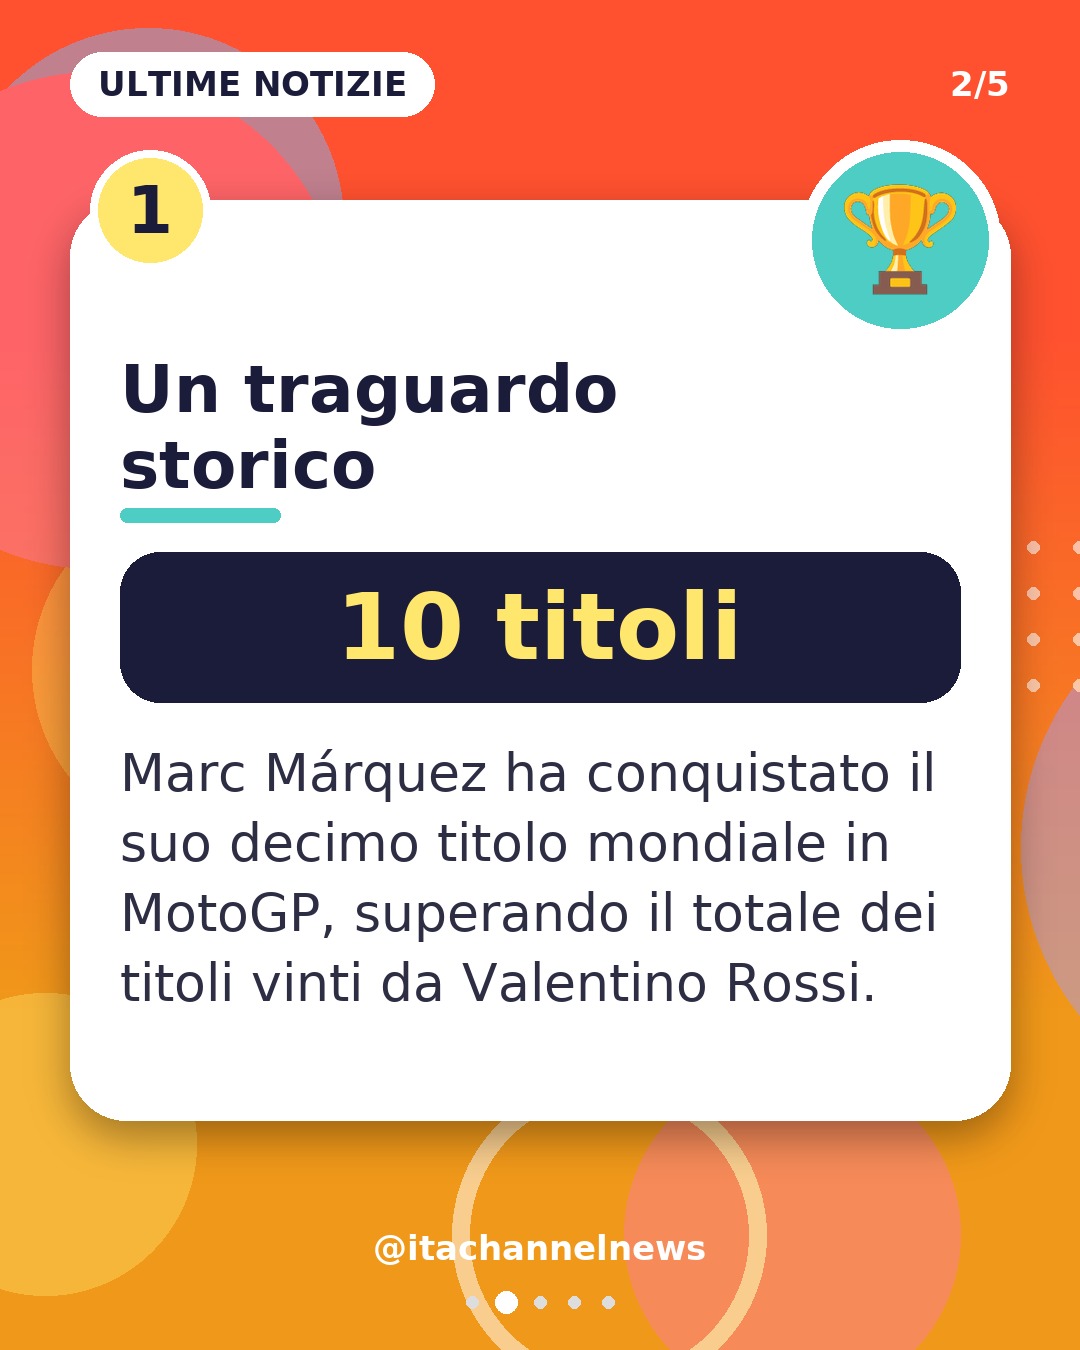 ULTIME NOTIZIE
2/5
1
Un traguardo
storico
10 titoli
Marc Márquez ha conquistato il
suo decimo titolo mondiale in
MotoGP, superando il totale dei
titoli vinti da Valentino Rossi.
@itachannelnews